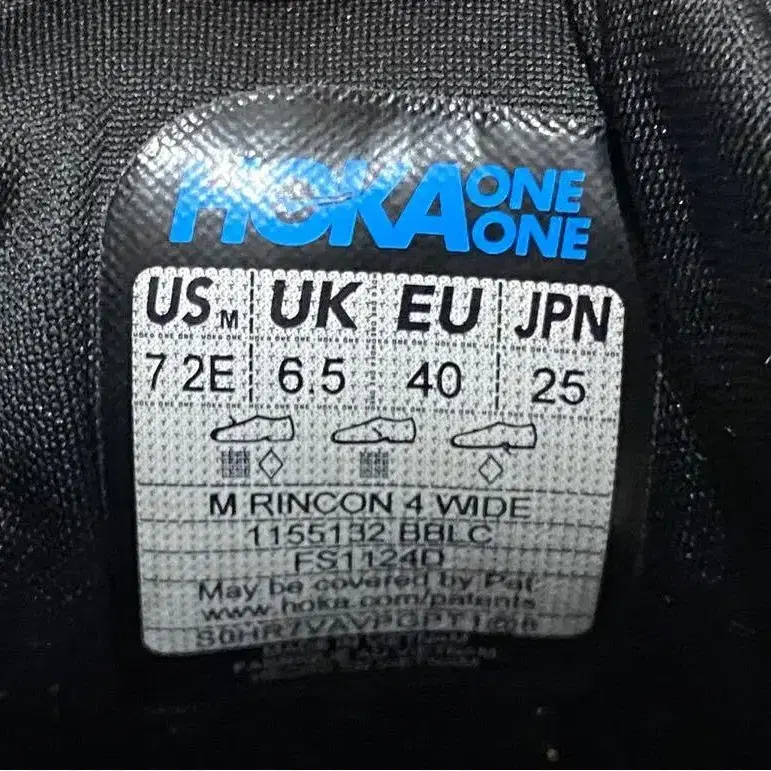 HOKA ONE ONE
US M UK EU JPN
7 2E 6.5 40 25
M RINCON 4 WIDE
1155132 BBLC
FS1124D
May be covered by Pat
www.hoka.com/patents